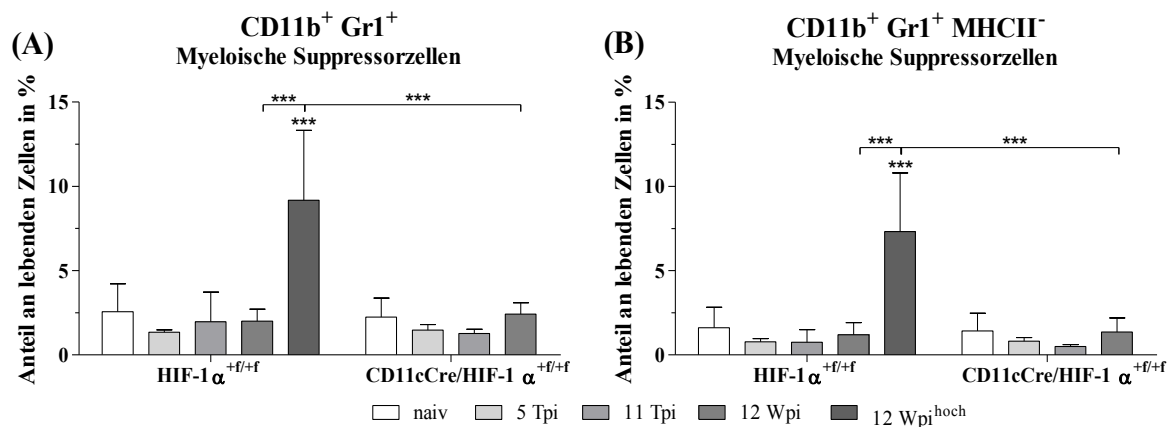 (A)
CD11b⁺ Gr1⁺
Myeloische Suppressorzellen
Anteil an lebenden Zellen in %
15
10
5
0
***
***
***
HIF-1α⁺ᶠ/⁺ᶠ
CD11cCre/HIF-1 α⁺ᶠ/⁺ᶠ
(B)
CD11b⁺ Gr1⁺ MHCII⁻
Myeloische Suppressorzellen
Anteil an lebenden Zellen in %
15
10
5
0
***
***
***
HIF-1α⁺ᶠ/⁺ᶠ
CD11cCre/HIF-1 α⁺ᶠ/⁺ᶠ
naiv 5 Tpi 11 Tpi 12 Wpi 12 Wpiʰᵒᶜʰ